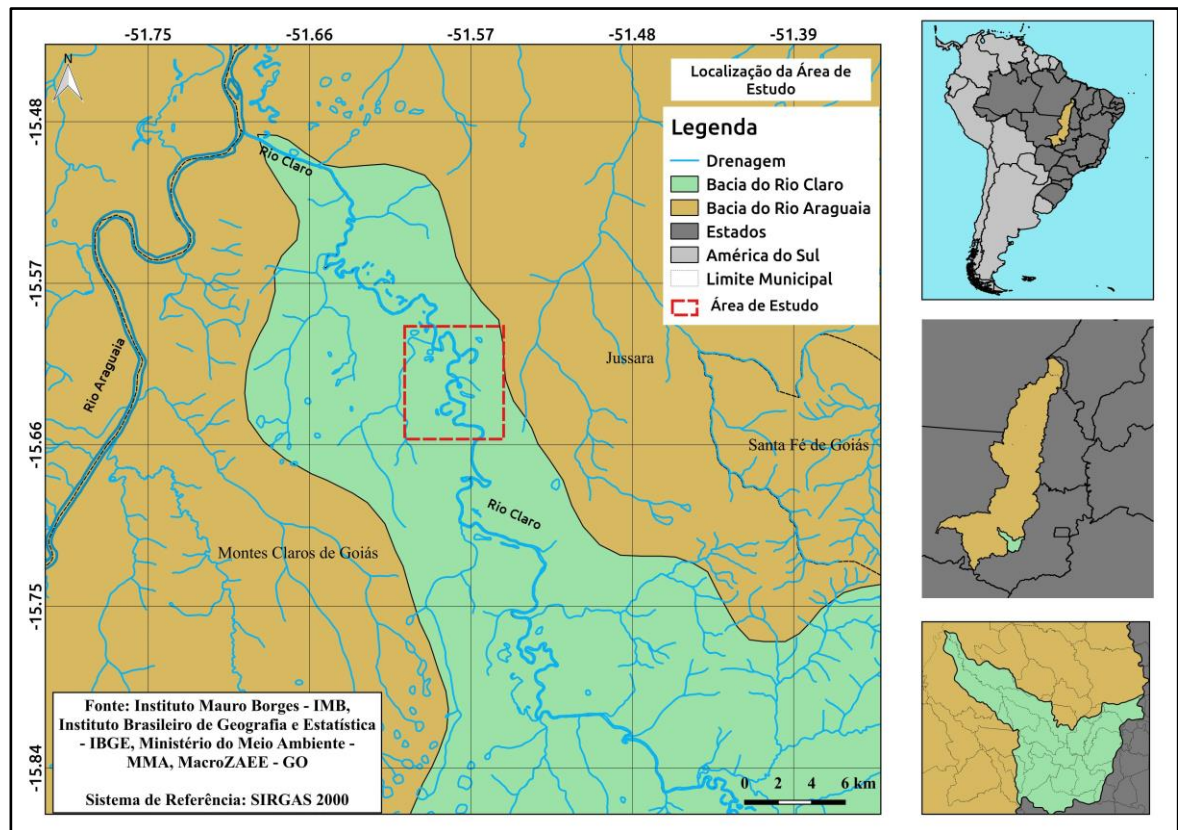 -51.75
-51.66
-51.57
-51.48
-51.39
N
Localização da Área de
Estudo
Legenda
Drenagem
Bacia do Rio Claro
Bacia do Rio Araguaia
Estados
América do Sul
Limite Municipal
Área de Estudo
-15.48
-15.57
-15.66
-15.75
-15.84
Rio Claro
Rio Araguaia
Jussara
Santa Fé de Goiás
Rio Claro
Montes Claros de Goiás
Fonte: Instituto Mauro Borges - IMB,
Instituto Brasileiro de Geografia e Estatística
- IBGE, Ministério do Meio Ambiente -
MMA, MacroZAEE - GO
Sistema de Referência: SIRGAS 2000
0 2 4 6 km